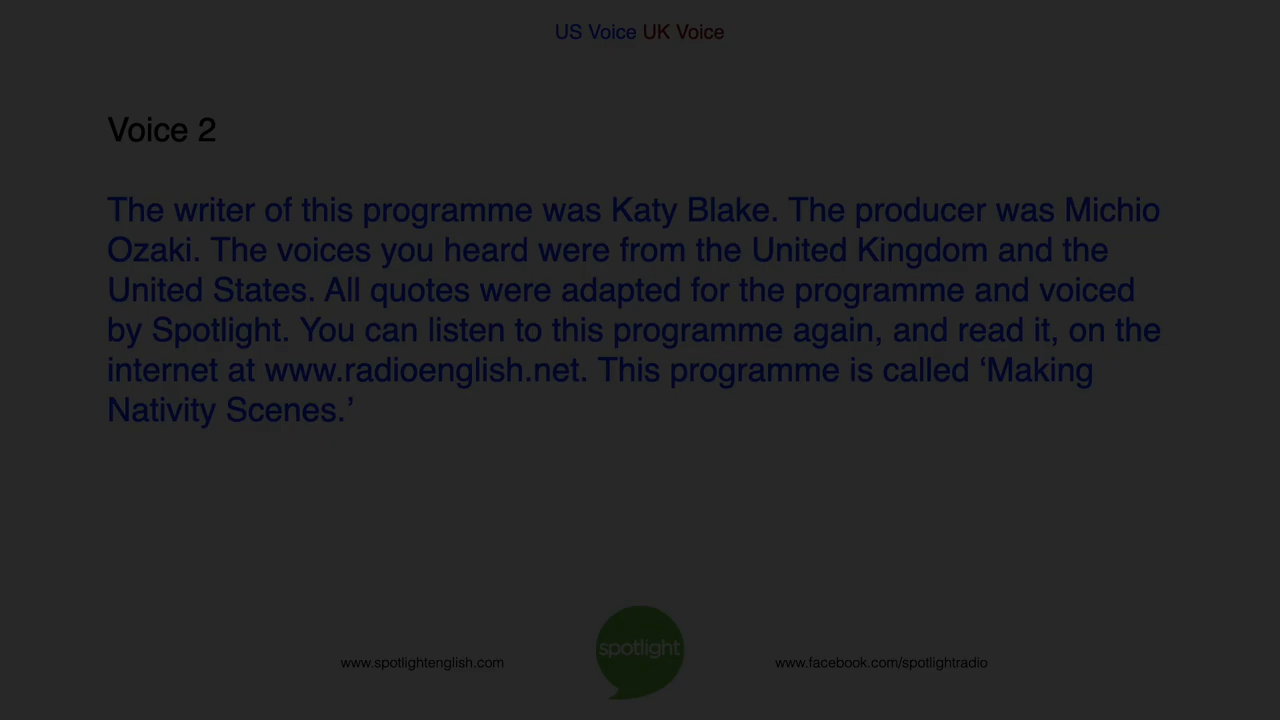 US Voice UK Voice
Voice 2
The writer of this programme was Katy Blake. The producer was Michio
Ozaki. The voices you heard were from the United Kingdom and the
United States. All quotes were adapted for the programme and voiced
by Spotlight. You can listen to this programme again, and read it, on the
internet at www.radioenglish.net. This programme is called ‘Making
Nativity Scenes.’
spotlight
www.spotlightenglish.com
www.facebook.com/spotlightradio